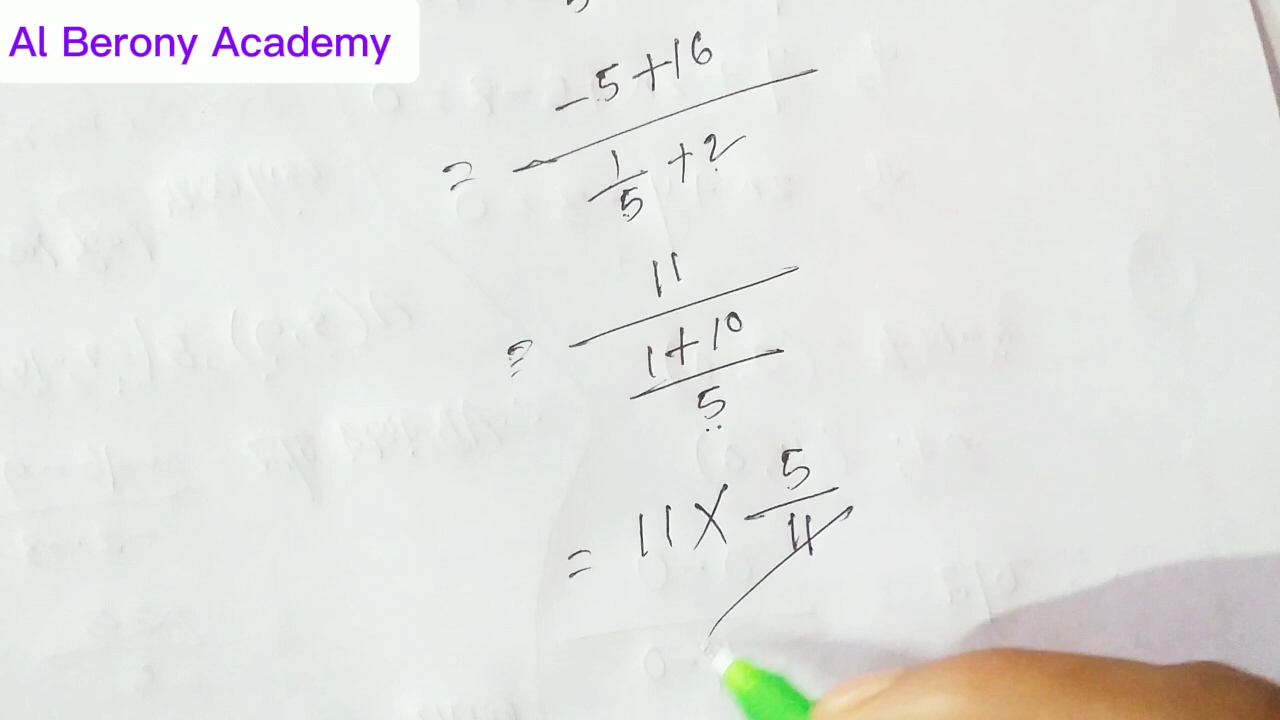 Al Berony Academy
-5+16
= ———
1/5 + 2
11
= ———
1+10
5
= 11 × 5/11